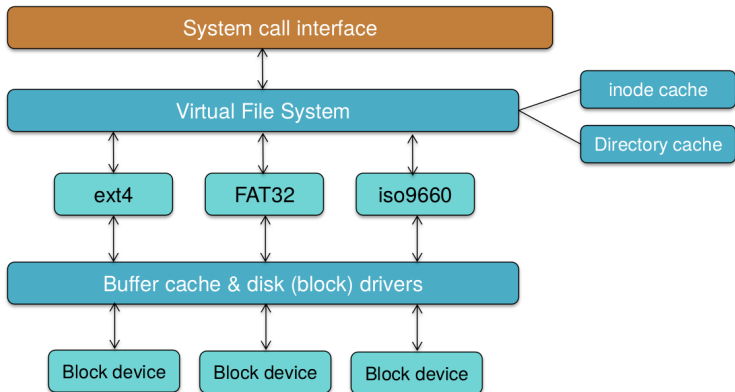 System call interface
Virtual File System
inode cache
Directory cache
ext4
FAT32
iso9660
Buffer cache & disk (block) drivers
Block device
Block device
Block device